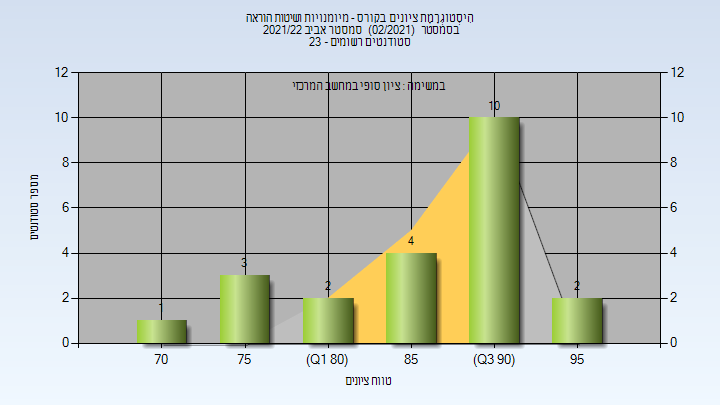 היסטוגרמת ציונים בקורס - מיומנויות ושיטות הוראה
בסמסטר (02/2021) סמסטר אביב 2021/22
סטודנטים רשומים - 23
במשימה : ציון סופי במחשב המרכזי
12 12
10 10 10
8 8
6 6
4 4 4
3
2 2 2 2
1
0 0
70 75 (Q1 80) 85 (Q3 90) 95
מספר סטודנטים
טווח ציונים